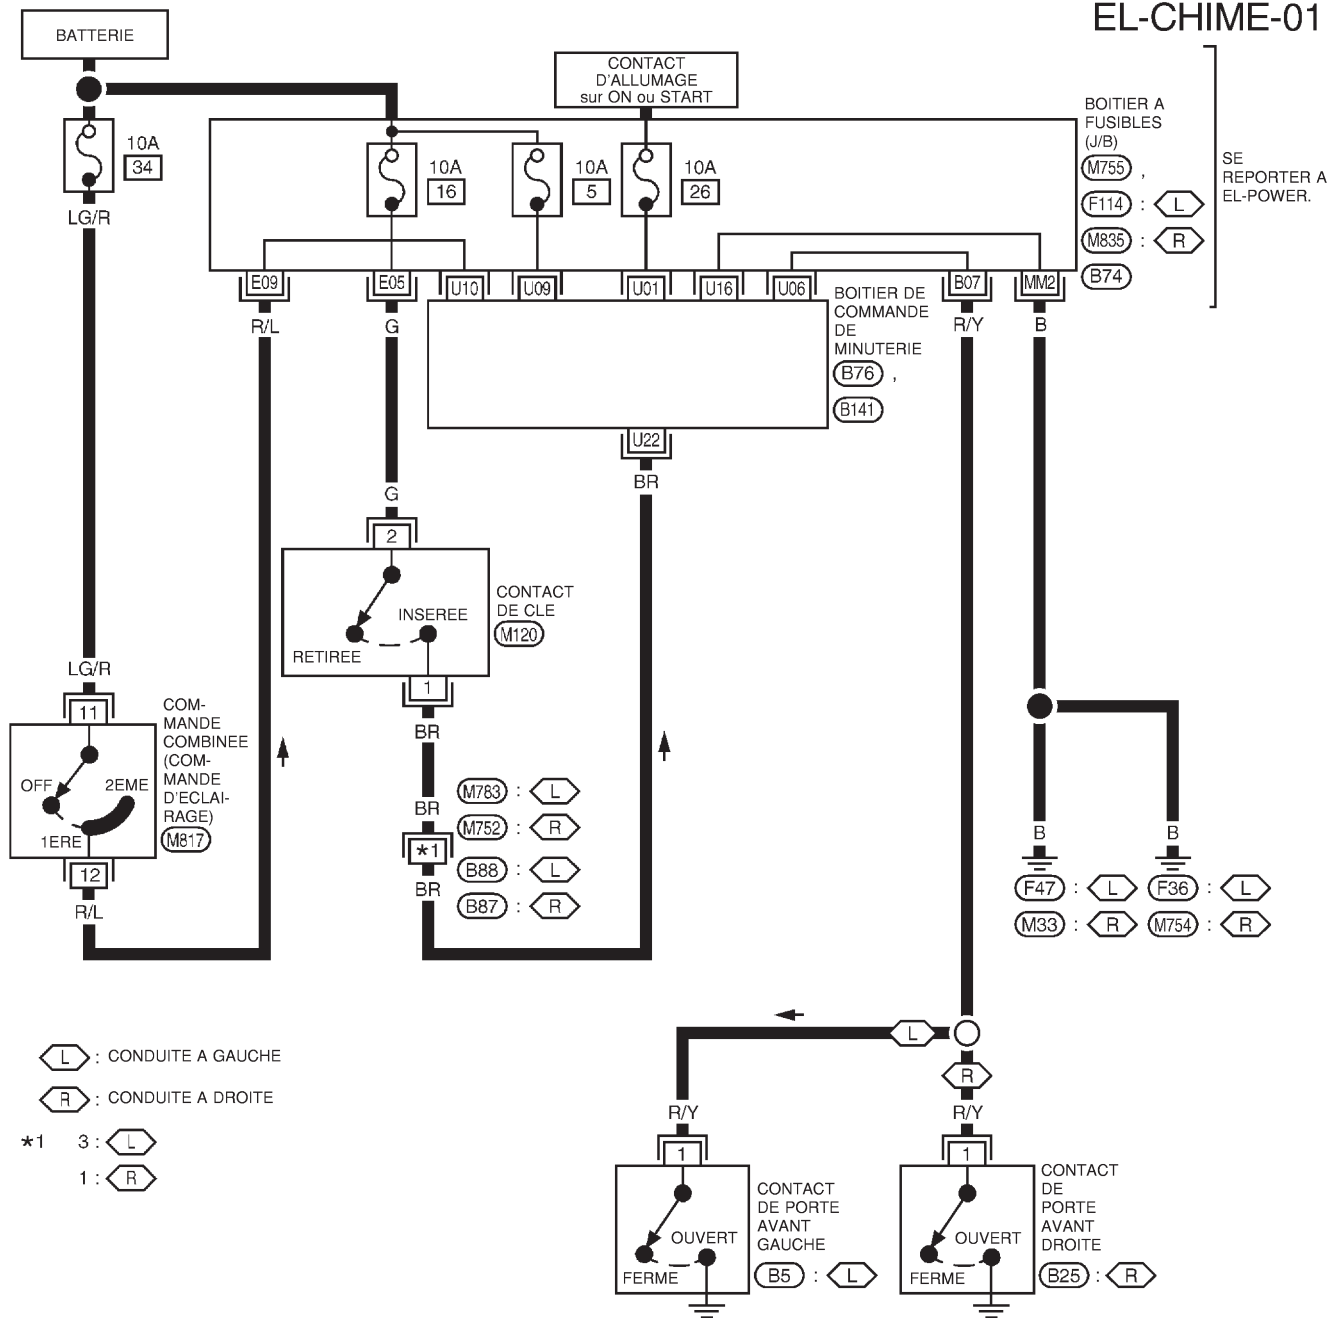 EL-CHIME-01
BATTERIE
CONTACT
D'ALLUMAGE
sur ON ou START
BOITIER A
FUSIBLES
(J/B)
M755 ,
F114 : L
M835 : R
B74
SE
REPORTER A
EL-POWER.
10A
34
10A
16
10A
5
10A
26
LG/R
E09
E05
U10
U09
U01
U16
U06
B07
MM2
R/L
G
R/Y
B
BOITIER DE
COMMANDE
DE
MINUTERIE
B76 ,
B141
U22
BR
G
2
INSEREE
RETIREE
CONTACT
DE CLE
M120
1
BR
LG/R
11
OFF
2EME
1ERE
COM-
MANDE
COMBINEE
(COM-
MANDE
D'ECLAI-
RAGE)
M817
12
R/L
BR
★1
BR
M783 : L
M752 : R
B88 : L
B87 : R
B
B
F47 : L
F36 : L
M33 : R
M754 : R
L
R
L : CONDUITE A GAUCHE
R : CONDUITE A DROITE
★1 3 : L
1 : R
R/Y
R/Y
1
1
OUVERT
FERME
CONTACT
DE PORTE
AVANT
GAUCHE
B5 : L
OUVERT
FERME
CONTACT
DE
PORTE
AVANT
DROITE
B25 : R